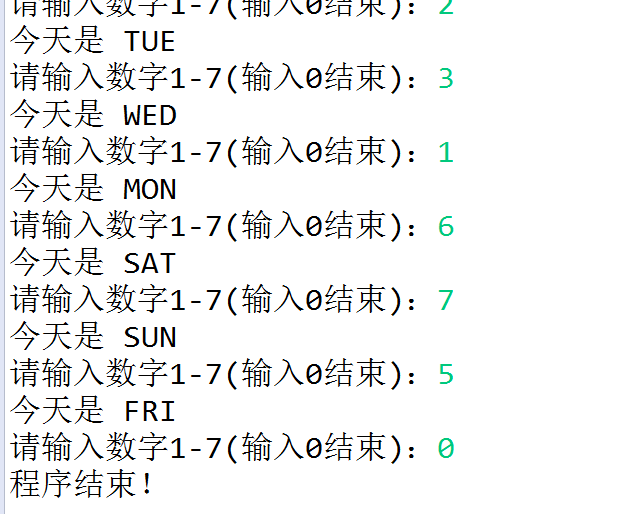 请输入数字1-7(输入0结束)：2
今天是 TUE
请输入数字1-7(输入0结束)：3
今天是 WED
请输入数字1-7(输入0结束)：1
今天是 MON
请输入数字1-7(输入0结束)：6
今天是 SAT
请输入数字1-7(输入0结束)：7
今天是 SUN
请输入数字1-7(输入0结束)：5
今天是 FRI
请输入数字1-7(输入0结束)：0
程序结束!